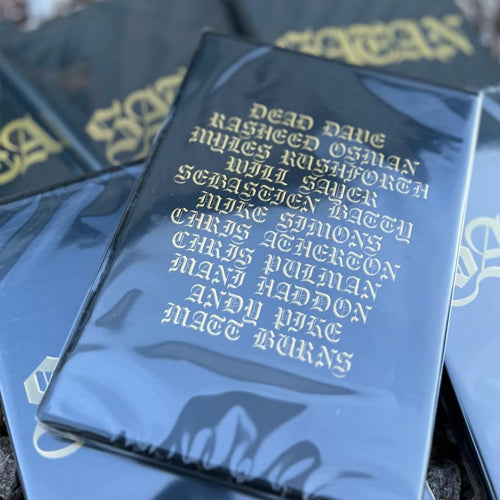 SATAN
DEAD DAVE
RASHEED OSMAN
MYLES RUSHFORTH
WILL SAYER
SEBASTIEN BATTY
MIKE SIMONS
CHRIS ATHERTON
CHRIS PULMAN
MANI HADDON
ANDY PIKE
MATT BURNS